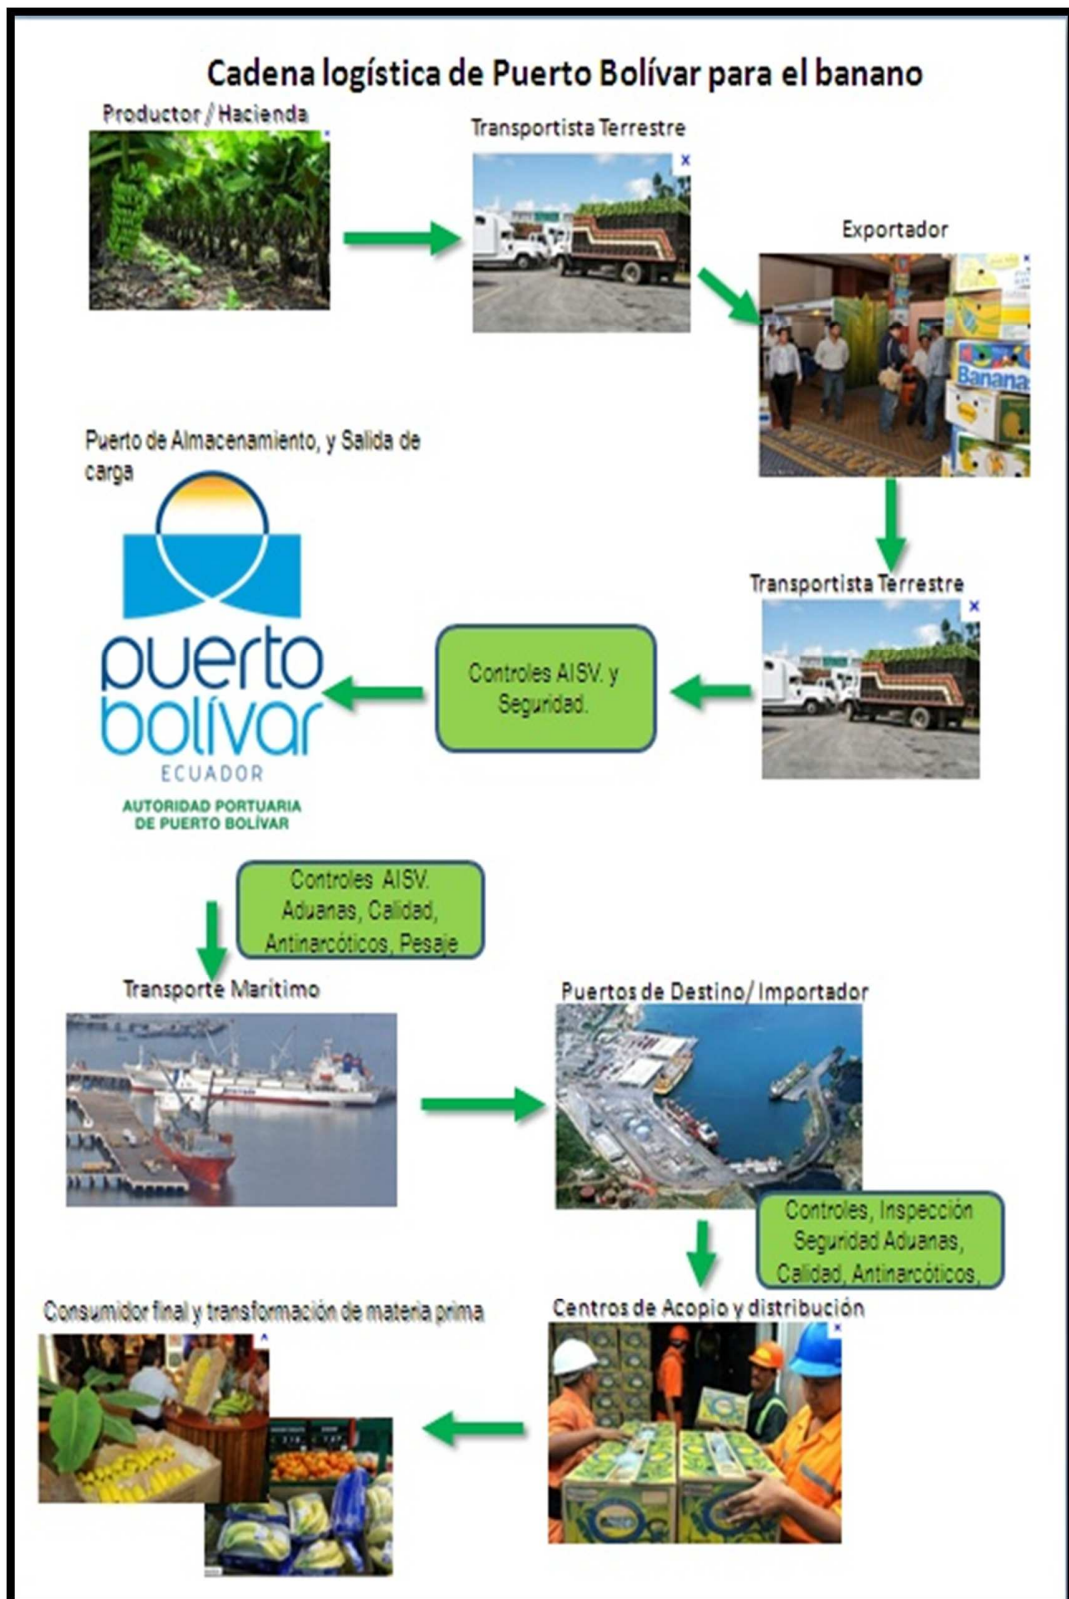 Cadena logística de Puerto Bolívar para el banano
Productor / Hacienda
Transportista Terrestre
Exportador
Bananas
Puerto de Almacenamiento, y Salida de
carga
puerto
bolívar
ECUADOR
AUTORIDAD PORTUARIA
DE PUERTO BOLÍVAR
Controles AISV. y
Seguridad.
Transportista Terrestre
Controles AISV.
Aduanas, Calidad,
Antinarcóticos, Pesaje
Transporte Marítimo
Puertos de Destino/ Importador
Controles, Inspección
Seguridad Aduanas,
Calidad, Antinarcóticos,
Consumidor final y transformación de materia prima
Centros de Acopio y distribución